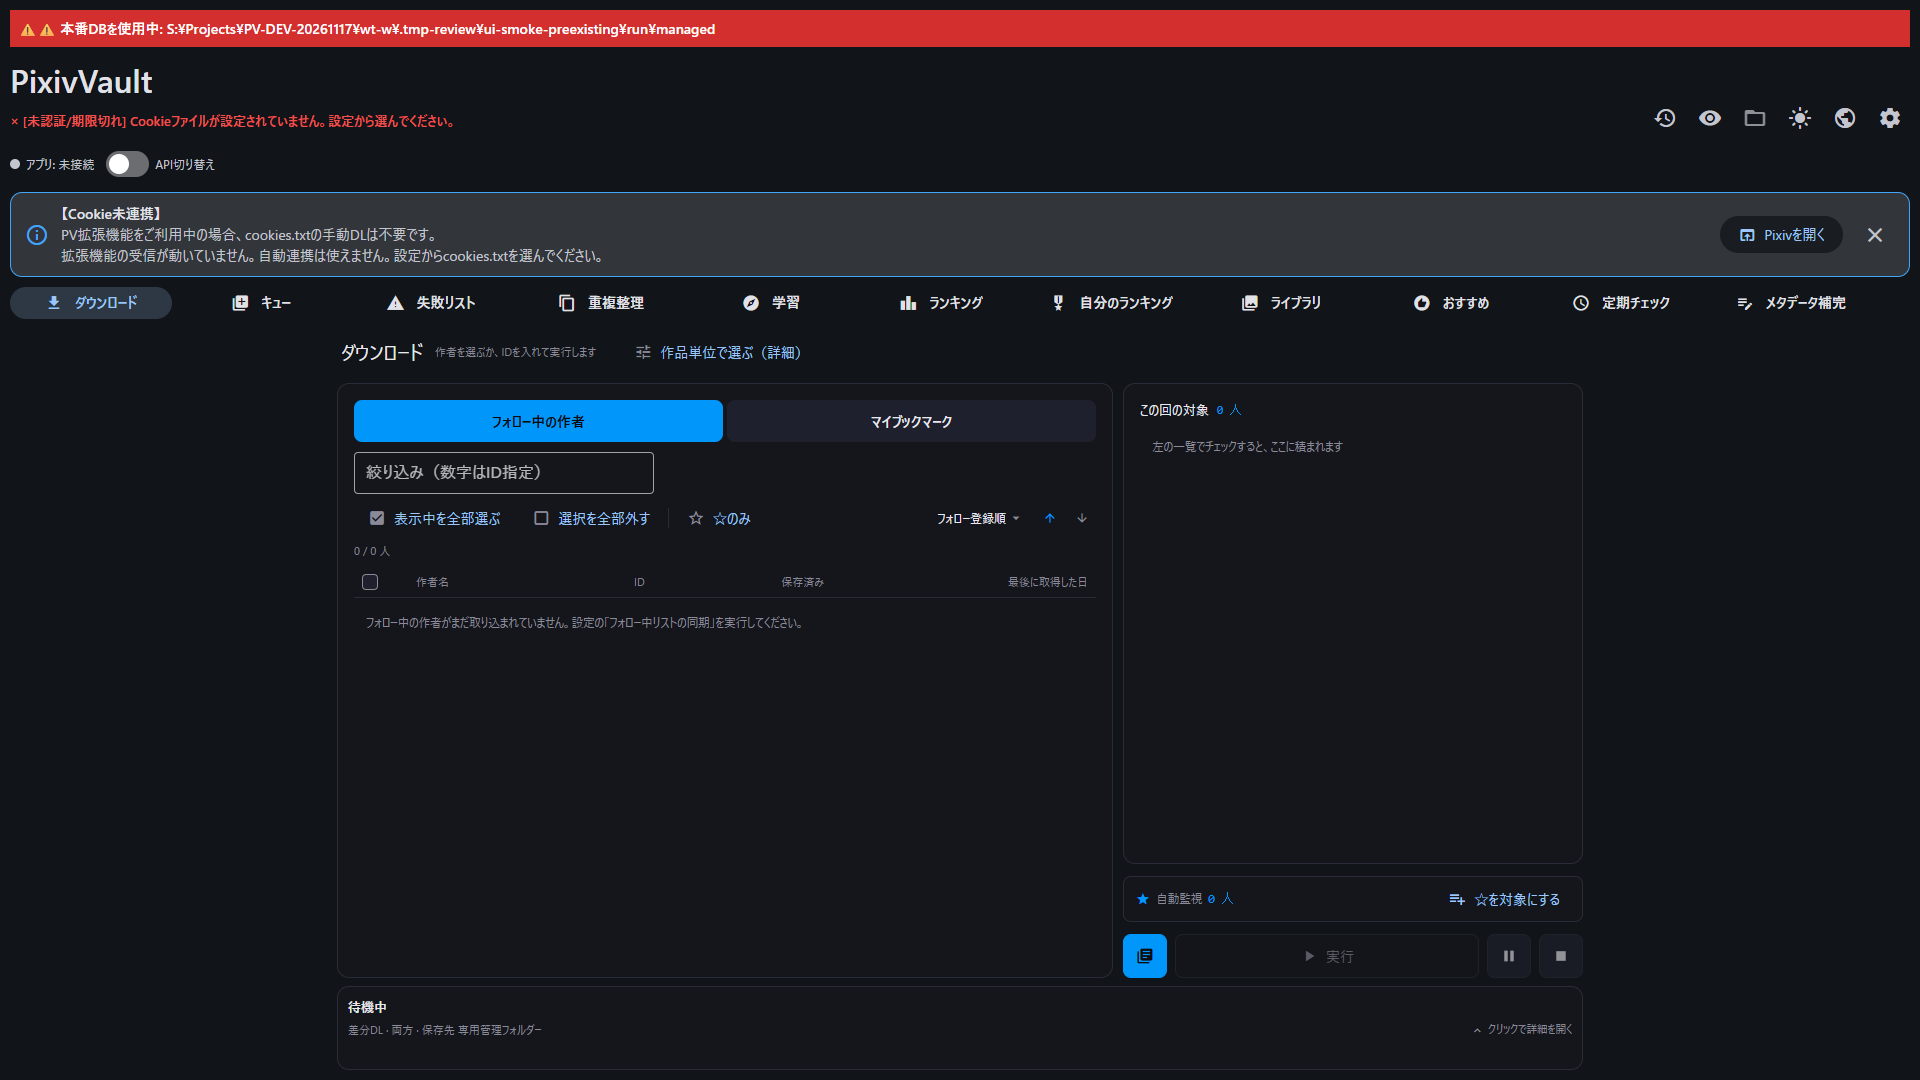 本番DBを使用中: S:¥Projects¥PV-DEV-20261117¥wt-w¥.tmp-review¥ui-smoke-preexisting¥run¥managed
PixivVault
× [未認証/期限切れ] Cookieファイルが設定されていません。設定から選んでください。
アプリ: 未接続 API切り替え
【Cookie未連携】
PV拡張機能をご利用中の場合、cookies.txtの手動DLは不要です。
拡張機能の受信が動いていません。自動連携は使えません。設定からcookies.txtを選んでください。
Pixivを開く
ダウンロード キュー 失敗リスト 重複整理 学習 ランキング 自分のランキング ライブラリ おすすめ 定期チェック メタデータ補完
ダウンロード 作者を選ぶか、IDを入れて実行します 作品単位で選ぶ（詳細）
フォロー中の作者 マイブックマーク
絞り込み（数字はID指定）
表示中を全部選ぶ 選択を全部外す ☆のみ フォロー登録順
0 / 0 人
作者名 ID 保存済み 最後に取得した日
フォロー中の作者がまだ取り込まれていません。設定の「フォロー中リストの同期」を実行してください。
この回の対象 0 人
左の一覧でチェックすると、ここに積まれます
自動監視 0 人 ☆を対象にする
実行
待機中
差分DL・両方・保存先 専用管理フォルダー
クリックで詳細を開く